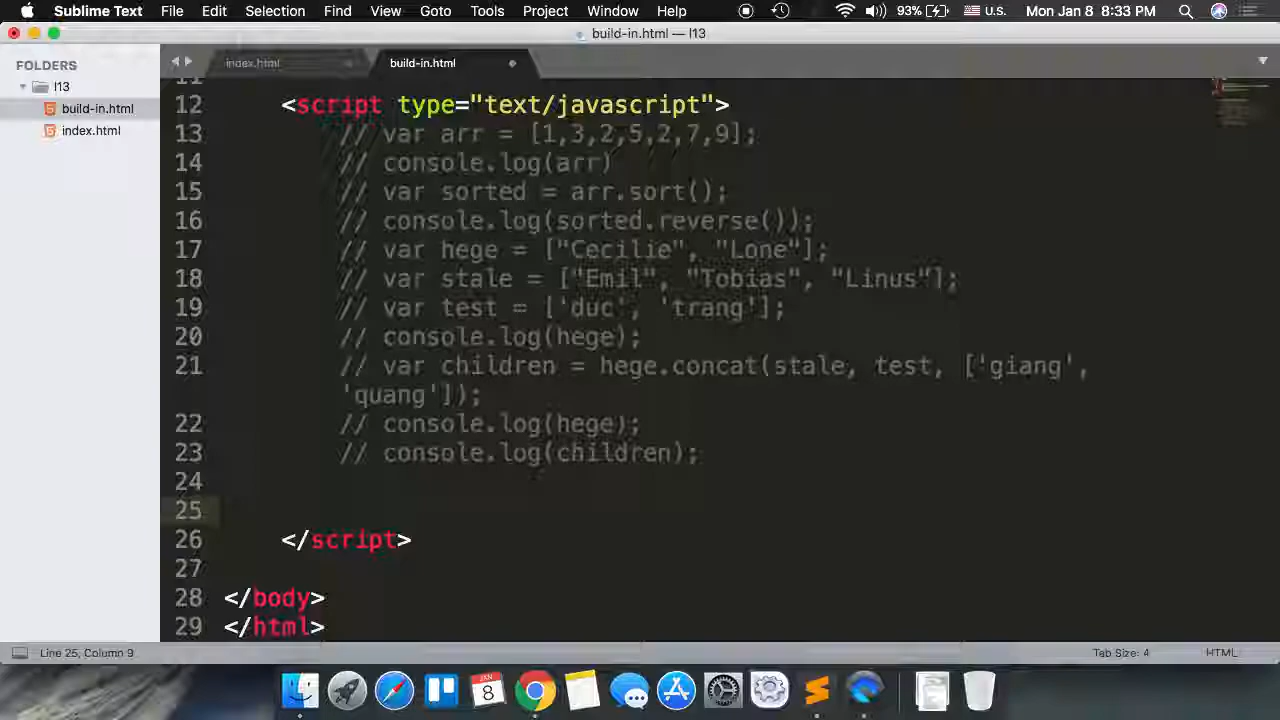 Sublime Text File Edit Selection Find View Goto Tools Project Window Help 93% U.S. Mon Jan 8 8:33 PM
build-in.html — l13
FOLDERS
l13
build-in.html
index.html
index.html build-in.html
11
12 <script type="text/javascript">
13 // var arr = [1,3,2,5,2,7,9];
14 // console.log(arr)
15 // var sorted = arr.sort();
16 // console.log(sorted.reverse());
17 // var hege = ["Cecilie", "Lone"];
18 // var stale = ["Emil", "Tobias", "Linus"];
19 // var test = ['duc', 'trang'];
20 // console.log(hege);
21 // var children = hege.concat(stale, test, ['giang',
'quang']);
22 // console.log(hege);
23 // console.log(children);
24
25
26 </script>
27
28 </body>
29 </html>
Line 25, Column 9 Tab Size: 4 HTML
JAN
8